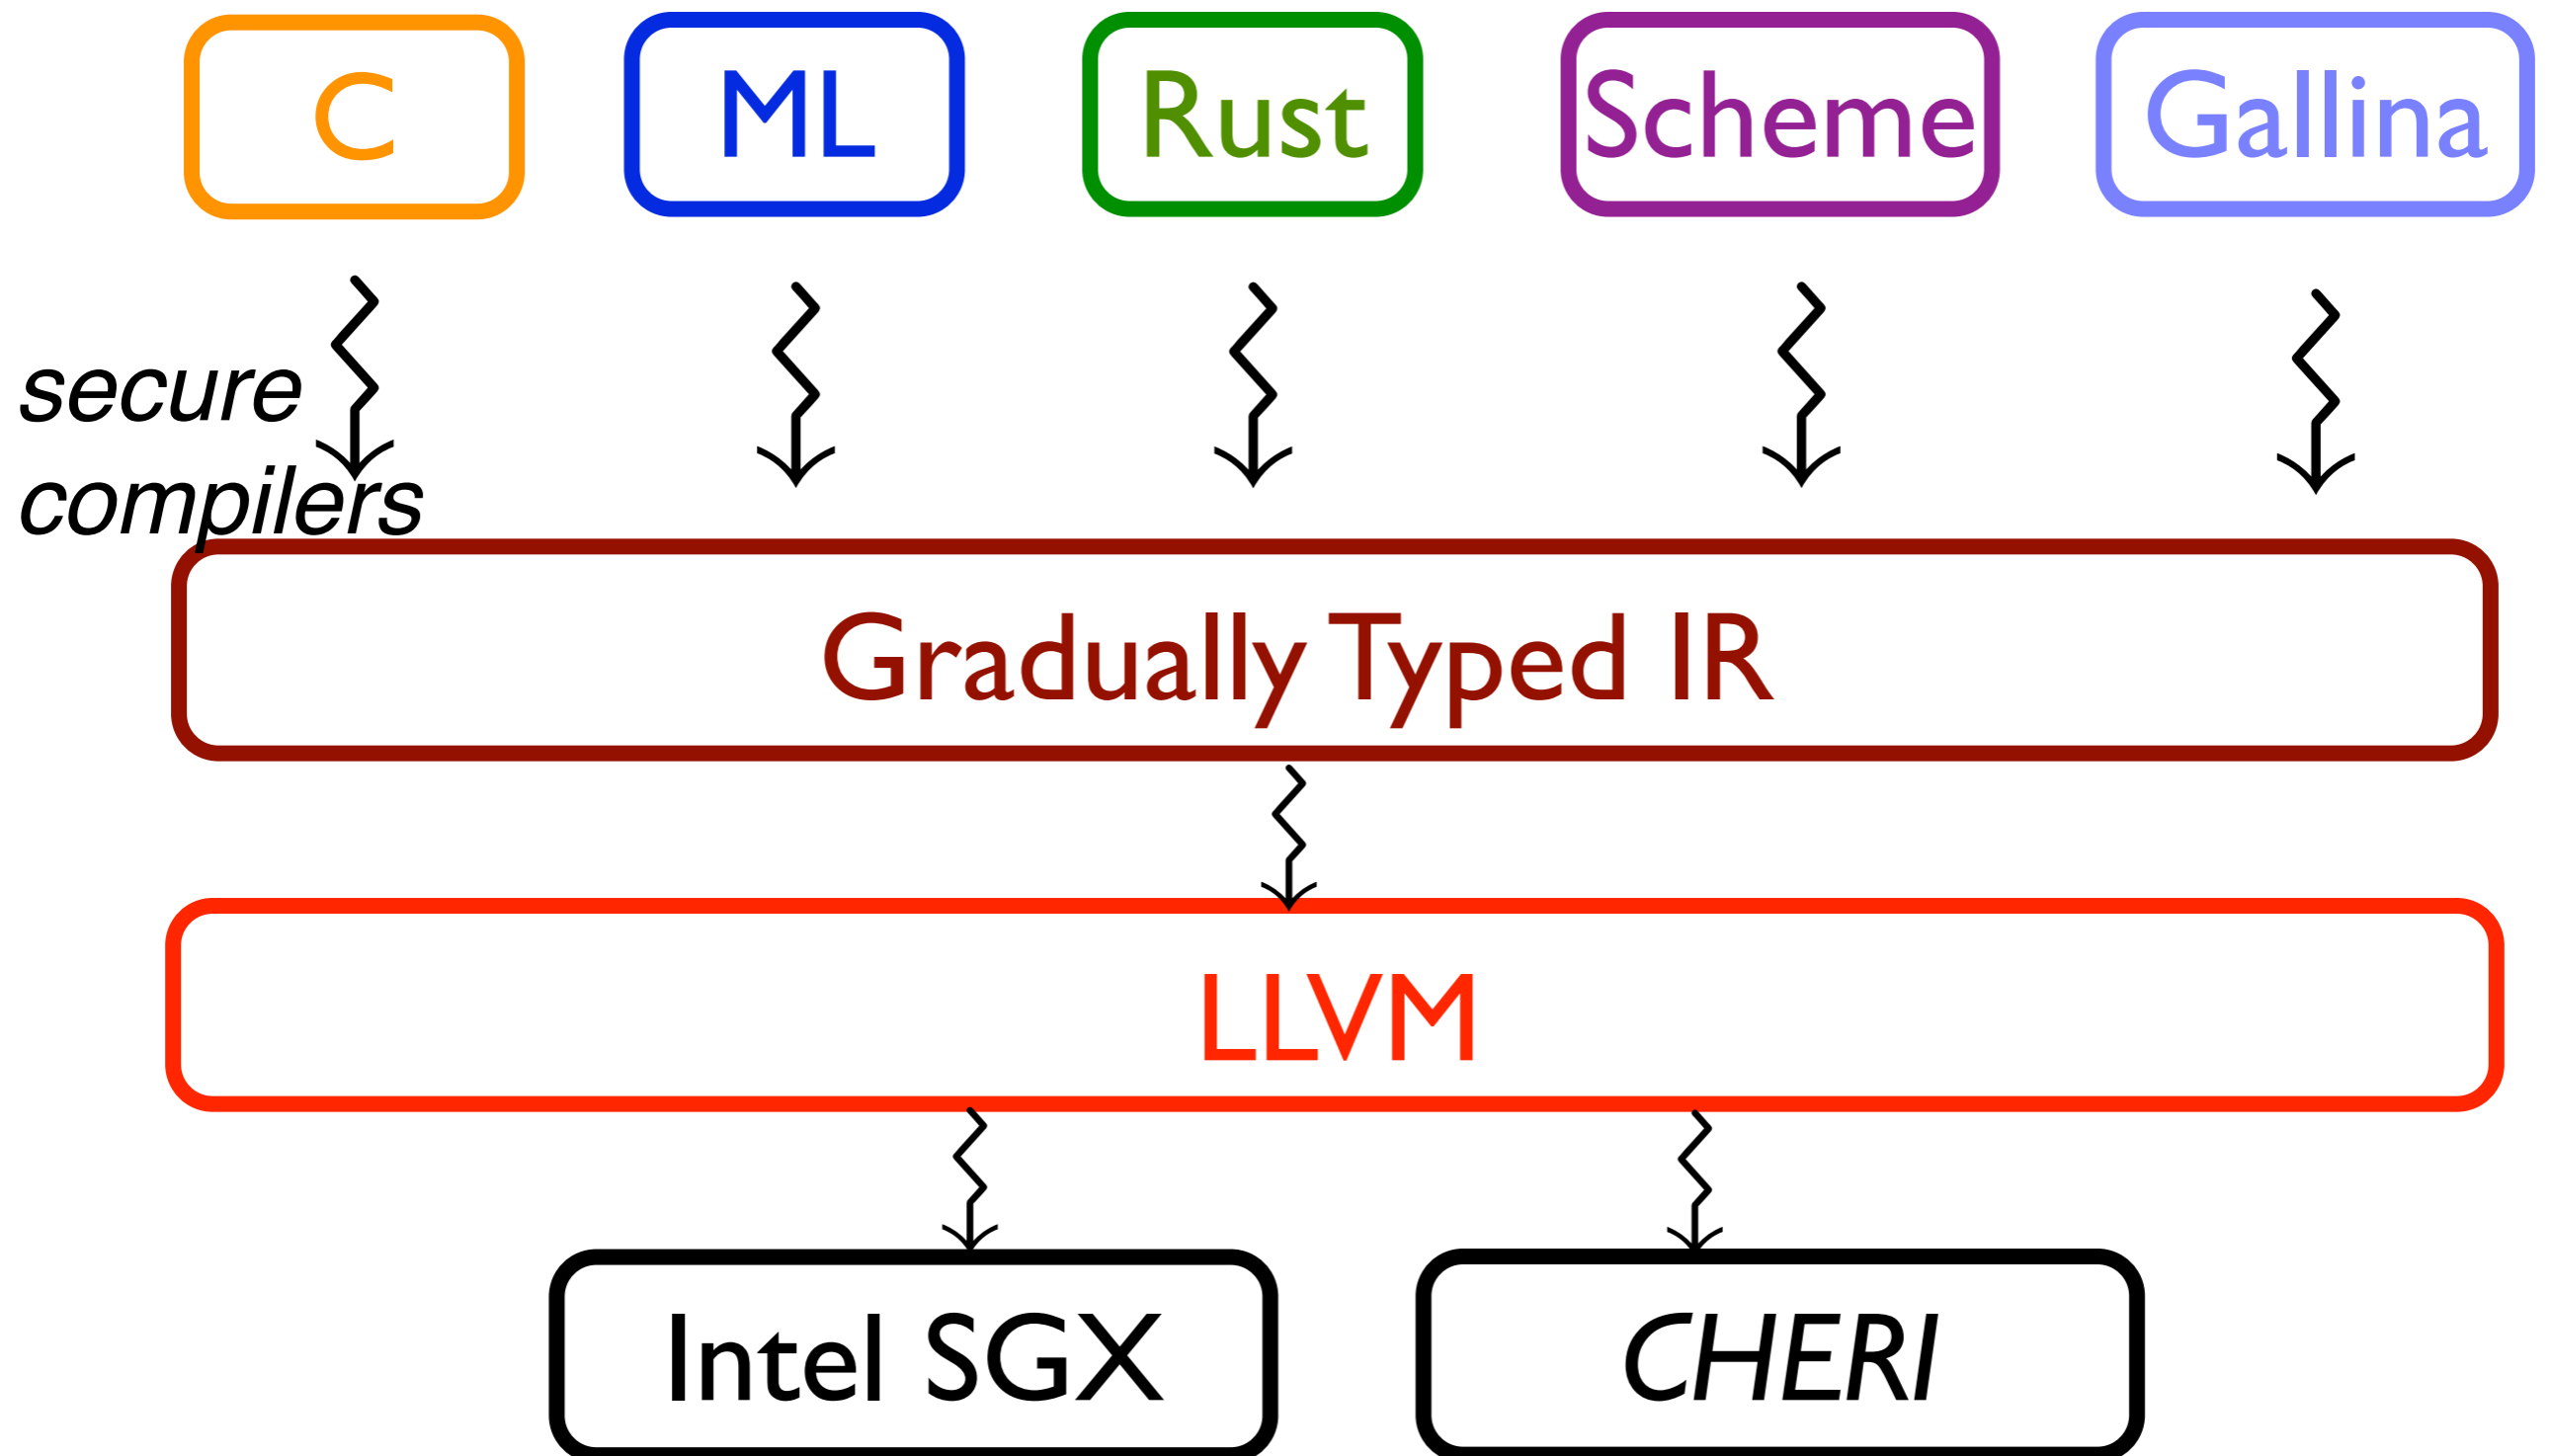 C
ML
Rust
Scheme
Gallina
secure
compilers
Gradually Typed IR
LLVM
Intel SGX
CHERI